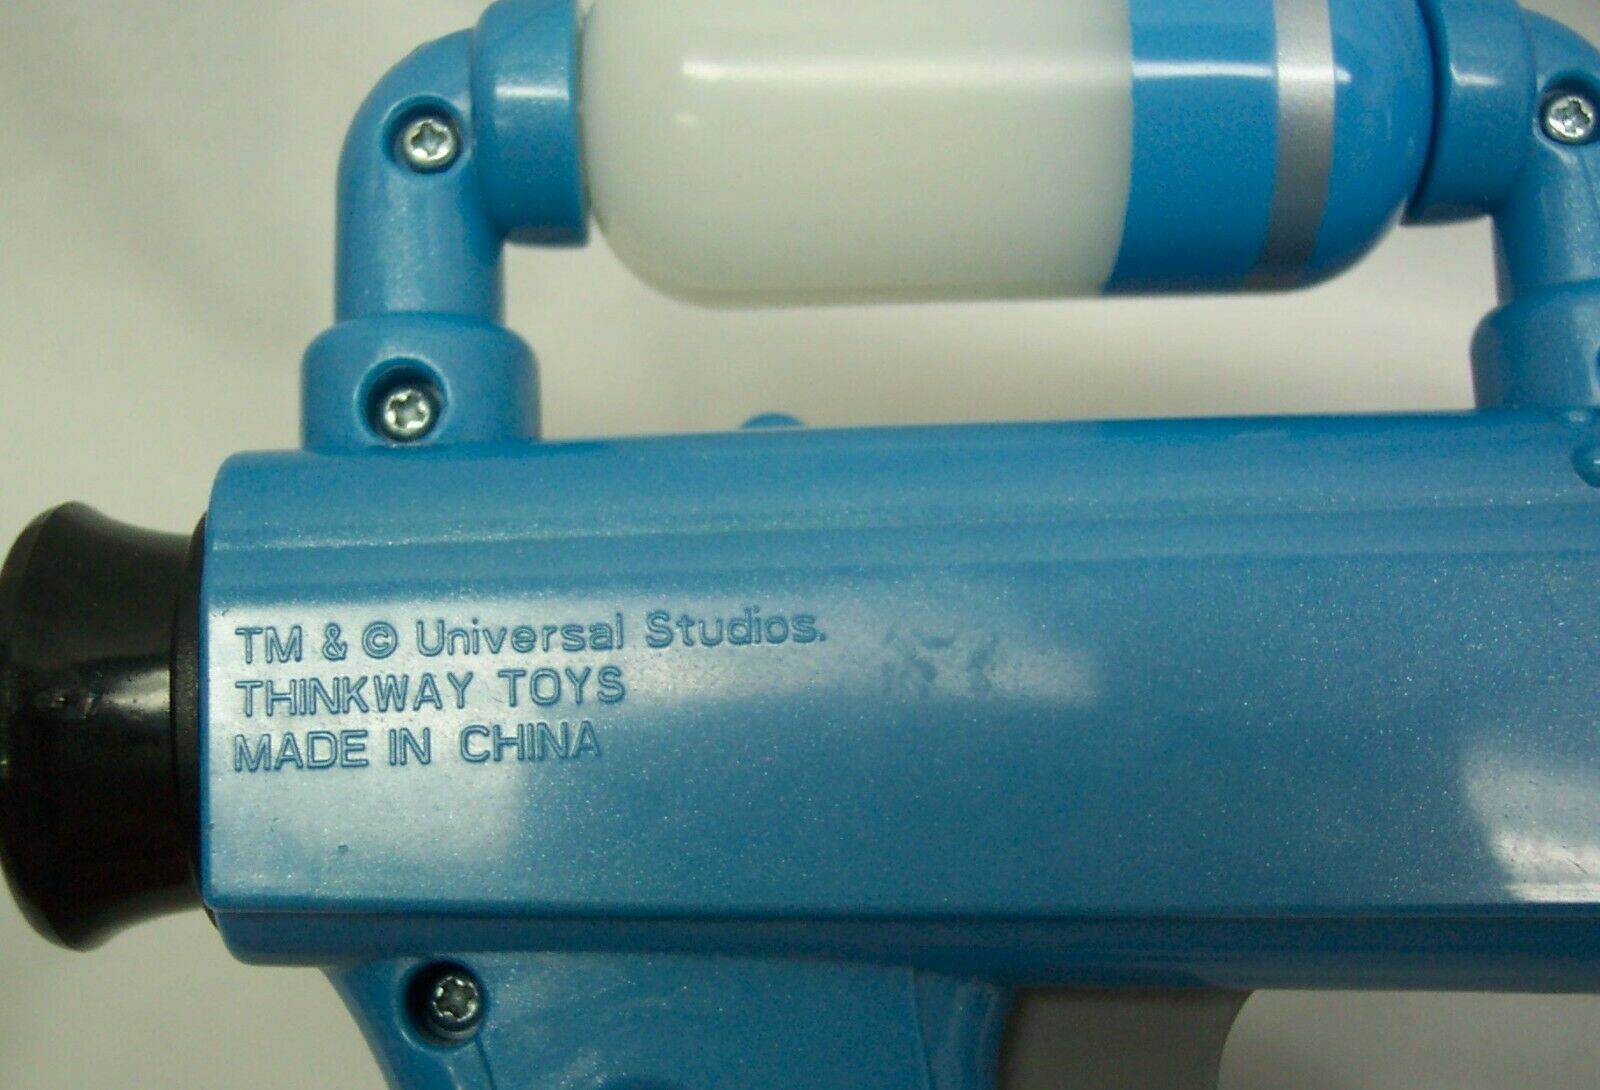 TM & © Universal Studios.
THINKWAY TOYS
MADE IN CHINA